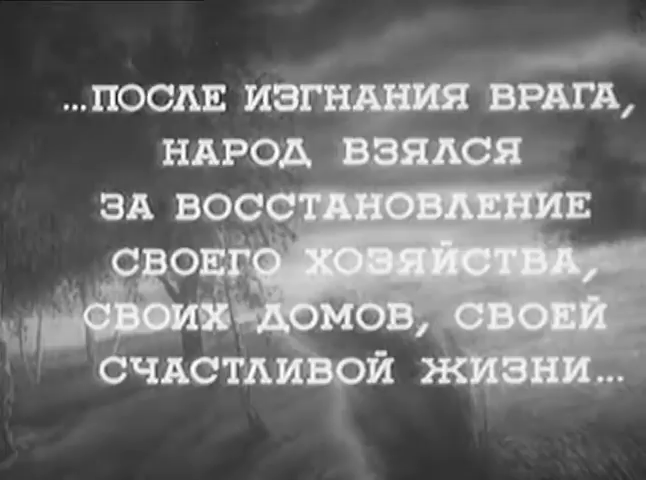 ...ПОСЛЕ ИЗГНАНИЯ ВРАГА,
НАРОД ВЗЯЛСЯ
ЗА ВОССТАНОВЛЕНИЕ
СВОЕГО ХОЗЯЙСТВА,
СВОИХ ДОМОВ, СВОЕЙ
СЧАСТЛИВОЙ ЖИЗНИ...